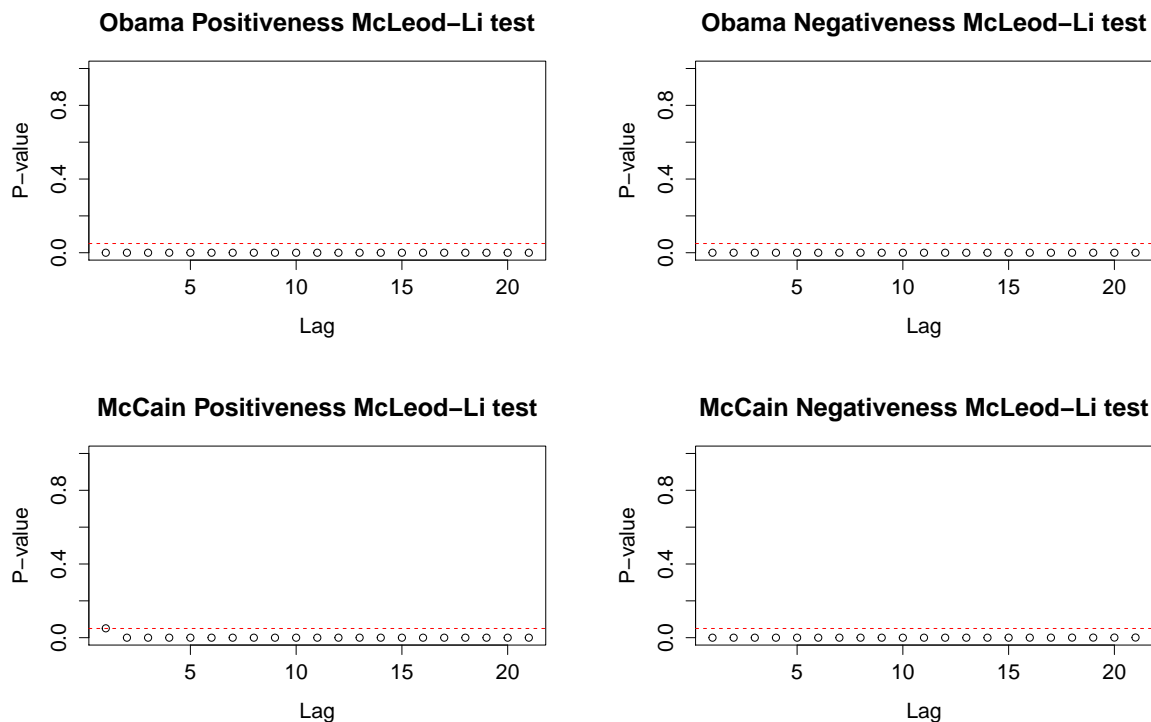 Obama Positiveness McLeod−Li test
P−value
0.0 0.4 0.8
5 10 15 20
Lag
Obama Negativeness McLeod−Li test
P−value
0.0 0.4 0.8
5 10 15 20
Lag
McCain Positiveness McLeod−Li test
P−value
0.0 0.4 0.8
5 10 15 20
Lag
McCain Negativeness McLeod−Li test
P−value
0.0 0.4 0.8
5 10 15 20
Lag